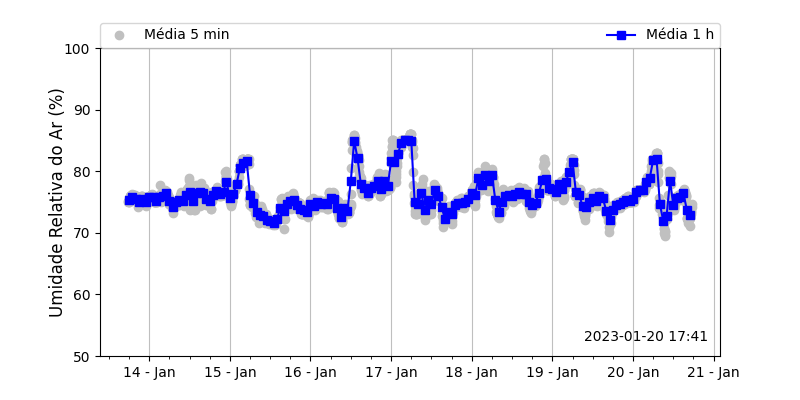 Média 5 min
Média 1 h
Umidade Relativa do Ar (%)
100
90
80
70
60
50
2023-01-20 17:41
14 - Jan
15 - Jan
16 - Jan
17 - Jan
18 - Jan
19 - Jan
20 - Jan
21 - Jan